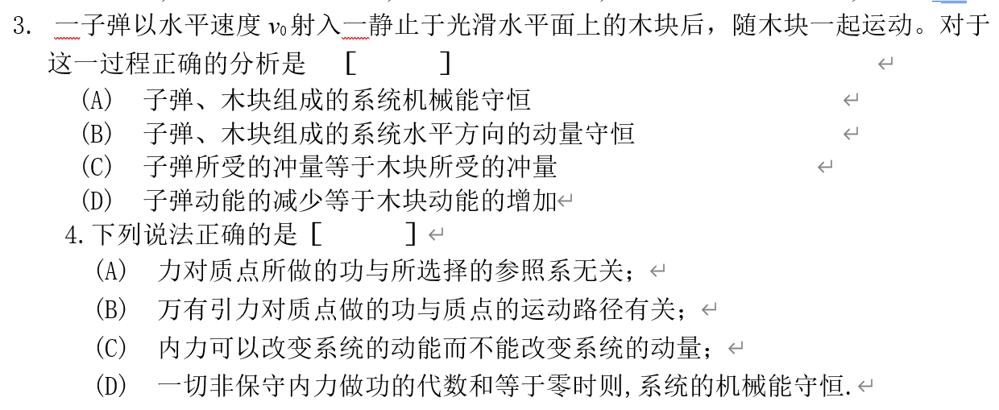 3. 一子弹以水平速度 v0射入一静止于光滑水平面上的木块后，随木块一起运动。对于
这一过程正确的分析是 [ ]
(A) 子弹、木块组成的系统机械能守恒
(B) 子弹、木块组成的系统水平方向的动量守恒
(C) 子弹所受的冲量等于木块所受的冲量
(D) 子弹动能的减少等于木块动能的增加
4.下列说法正确的是 [ ]
(A) 力对质点所做的功与所选择的参照系无关；
(B) 万有引力对质点做的功与质点的运动路径有关；
(C) 内力可以改变系统的动能而不能改变系统的动量；
(D) 一切非保守内力做功的代数和等于零时则,系统的机械能守恒.